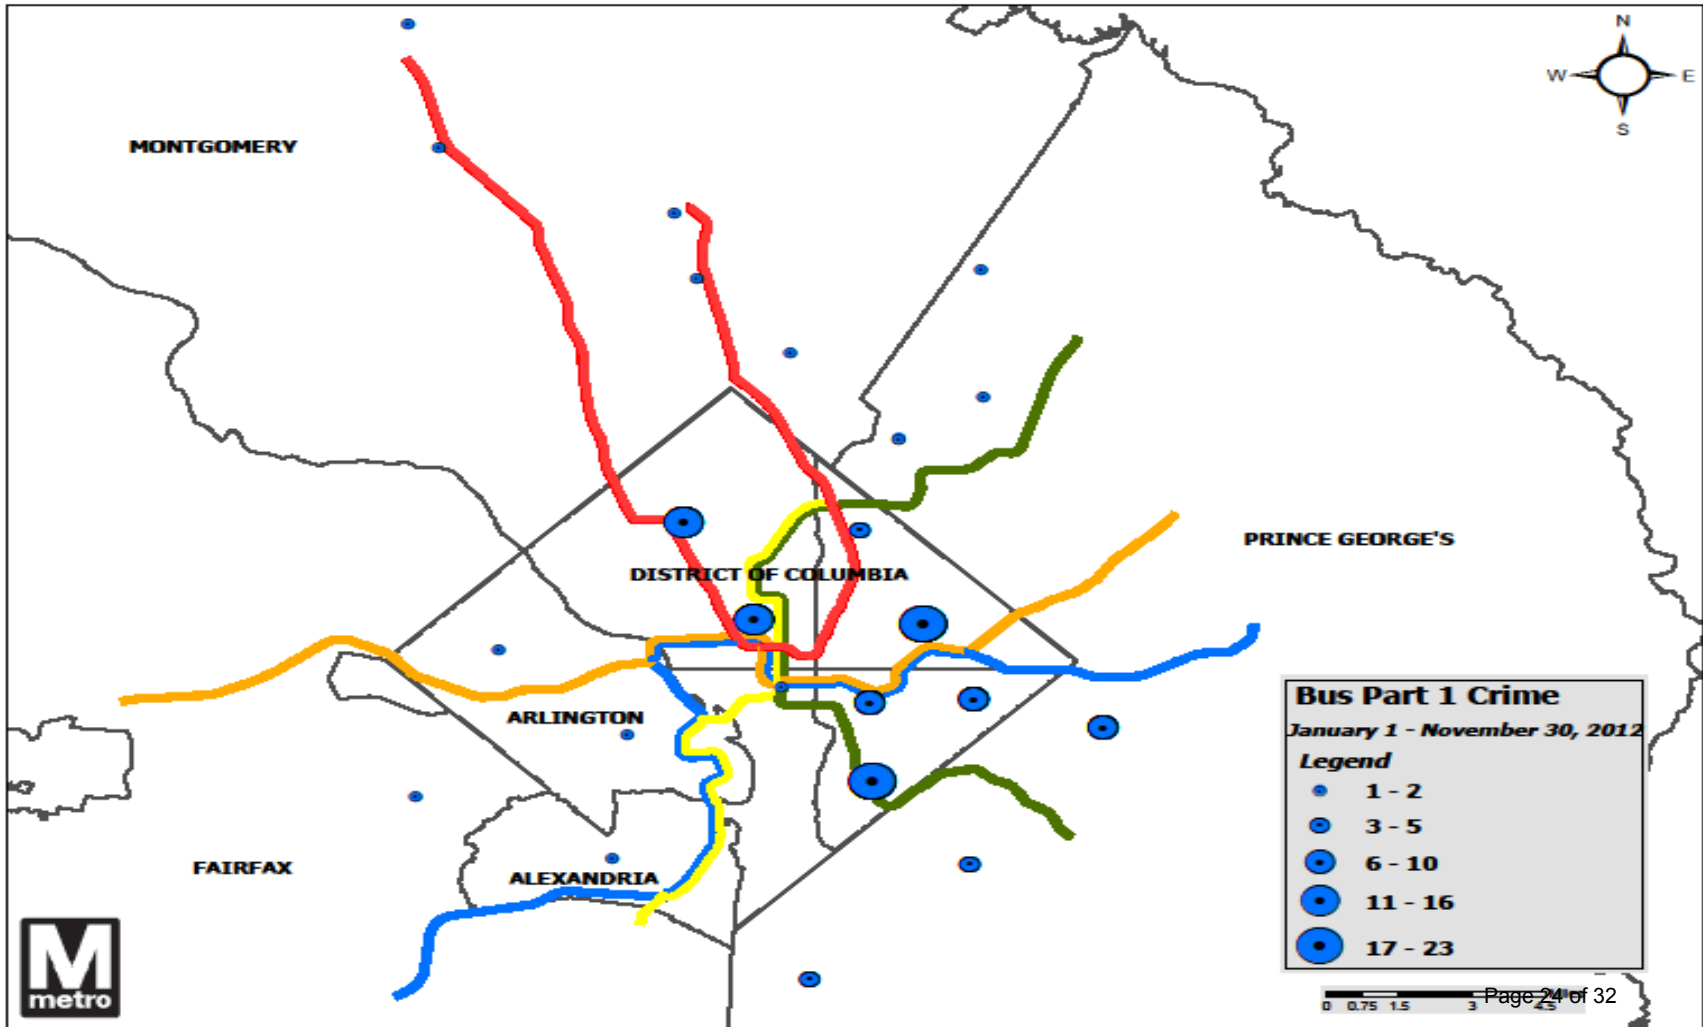 N
W E
S
MONTGOMERY
PRINCE GEORGE'S
DISTRICT OF COLUMBIA
ARLINGTON
FAIRFAX
ALEXANDRIA
Bus Part 1 Crime
January 1 - November 30, 2012
Legend
1 - 2
3 - 5
6 - 10
11 - 16
17 - 23
M
metro
0 0.75 1.5 3 4.5
Page 24 of 32